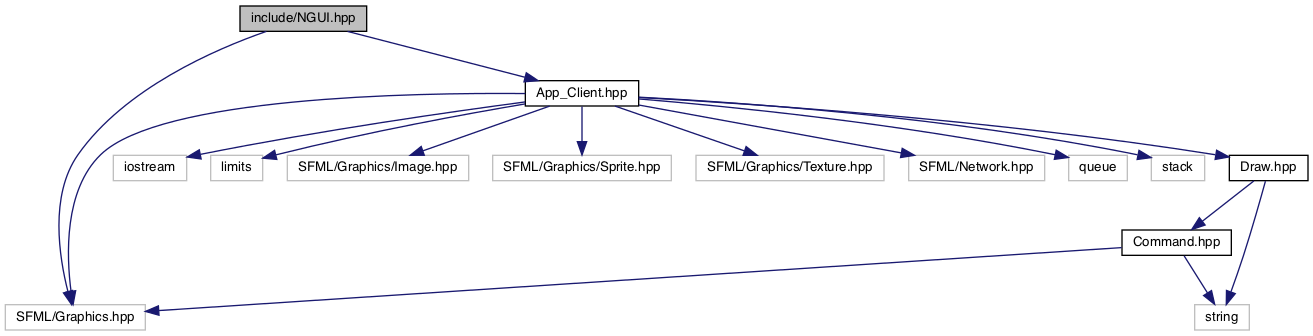 include/NGUI.hpp
App_Client.hpp
iostream
limits
SFML/Graphics/Image.hpp
SFML/Graphics/Sprite.hpp
SFML/Graphics/Texture.hpp
SFML/Network.hpp
queue
stack
Draw.hpp
Command.hpp
SFML/Graphics.hpp
string